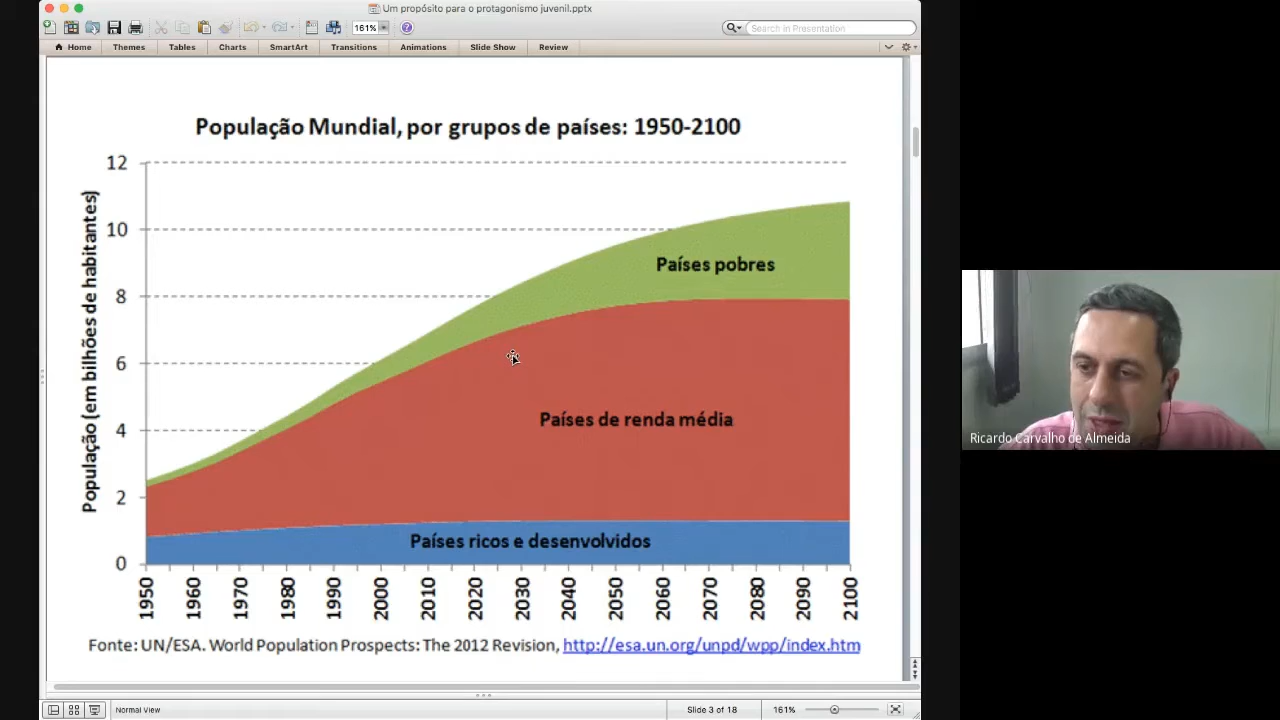 Um propósito para o protagonismo juvenil.pptx
161%
Search in Presentation
Home Themes Tables Charts SmartArt Transitions Animations Slide Show Review
População Mundial, por grupos de países: 1950-2100
População (em bilhões de habitantes)
12
10
8
6
4
2
0
Países pobres
Países de renda média
Países ricos e desenvolvidos
1950 1960 1970 1980 1990 2000 2010 2020 2030 2040 2050 2060 2070 2080 2090 2100
Fonte: UN/ESA. World Population Prospects: The 2012 Revision, http://esa.un.org/unpd/wpp/index.htm
Normal View
Slide 3 of 18
161%
Ricardo Carvalho de Almeida